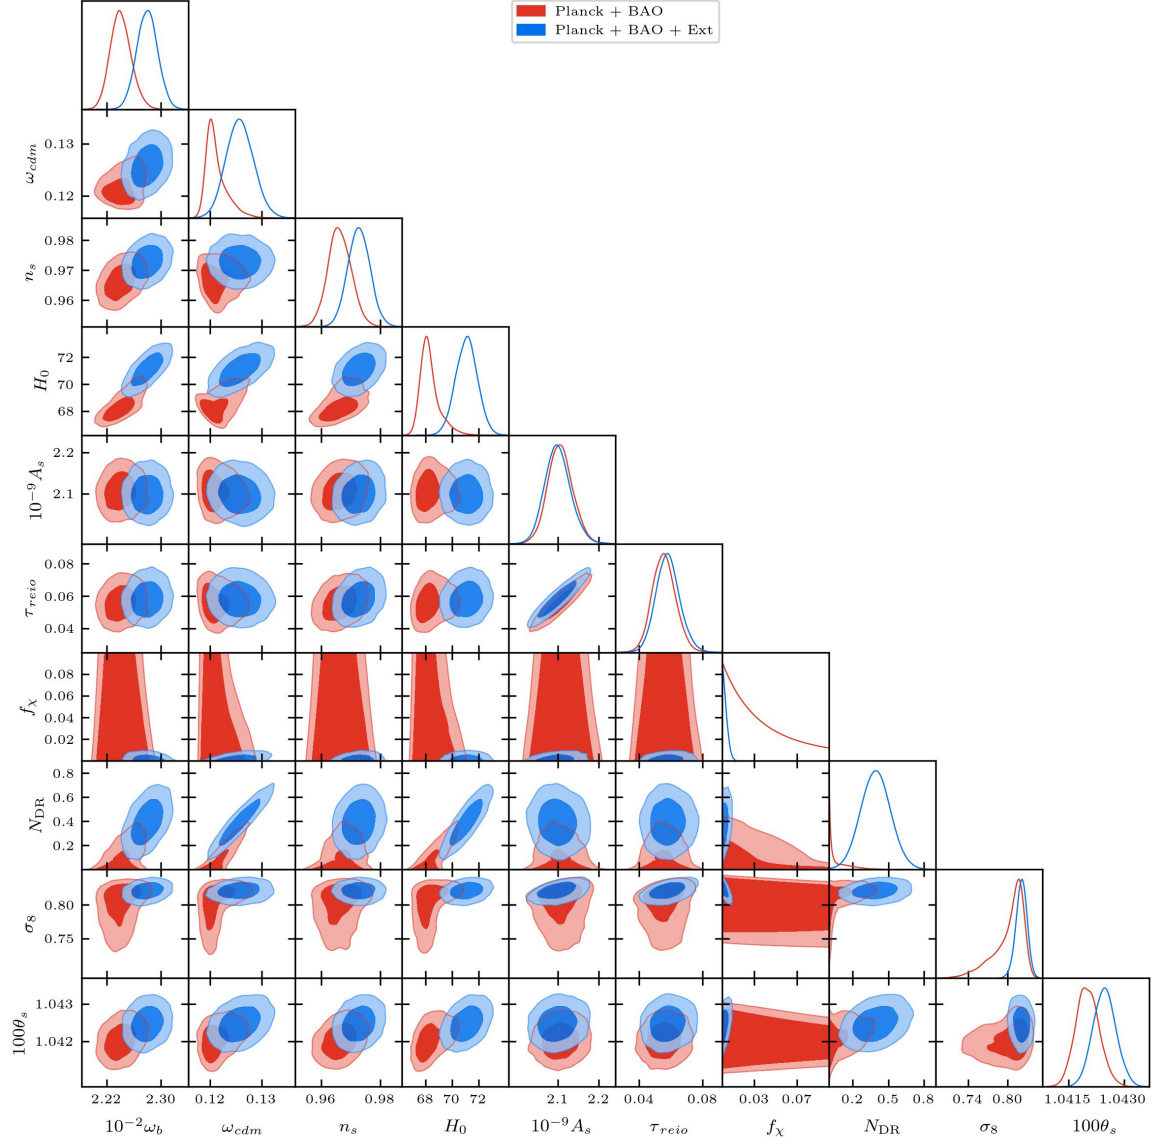 Planck + BAO
Planck + BAO + Ext
ω_cdm
0.13
0.12
n_s
0.98
0.97
0.96
H_0
72
70
68
10^-9 A_s
2.2
2.1
τ_reio
0.08
0.06
0.04
f_χ
0.08
0.06
0.04
0.02
N_DR
0.8
0.6
0.4
0.2
σ_8
0.80
0.75
100θ_s
1.043
1.042
2.22 2.30 0.12 0.13 0.96 0.98 68 70 72 2.1 2.2 0.04 0.08 0.03 0.07 0.2 0.5 0.8 0.74 0.80 1.0415 1.0430
10^-2 ω_b ω_cdm n_s H_0 10^-9 A_s τ_reio f_χ N_DR σ_8 100θ_s